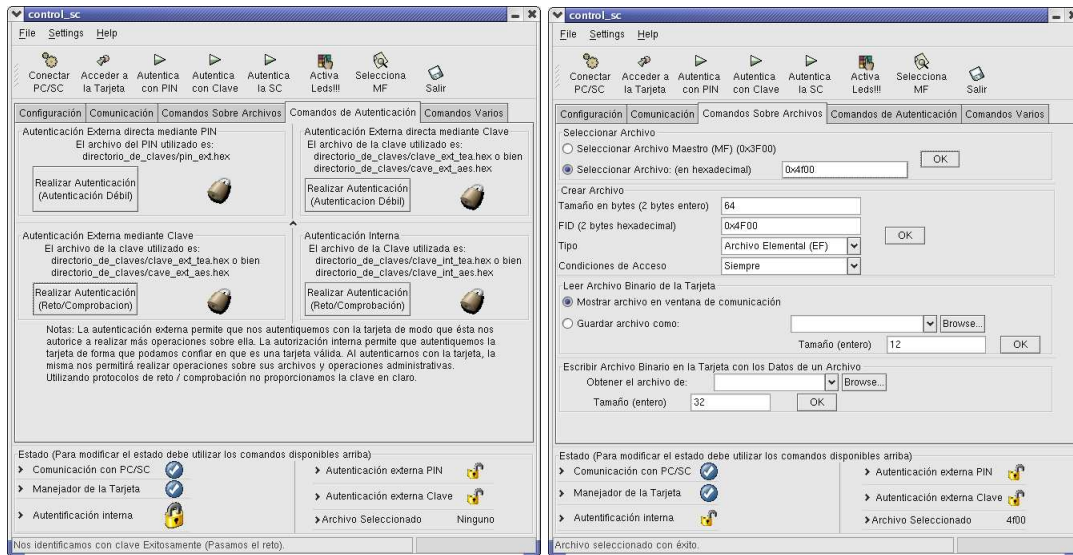 control_sc
File Settings Help
Conectar PC/SC
Acceder a la Tarjeta
Autentica con PIN
Autentica con Clave
Autentica la SC
Activa Leds!!!
Selecciona MF
Salir
Configuración Comunicación Comandos Sobre Archivos Comandos de Autenticación Comandos Varios
Autenticación Externa directa mediante PIN
El archivo del PIN utilizado es:
directorio_de_claves/pin_ext.hex
Realizar Autenticación
(Autenticacion Débil)
Autenticación Externa directa mediante Clave
El archivo de la clave utilizado es:
directorio_de_claves/clave_ext_tea.hex o bien
directorio_de_claves/cave_ext_aes.hex
Realizar Autenticación
(Autenticacion Debil)
Autenticación Externa mediante Clave
El archivo de la Clave utilizado es:
directorio_de_claves/clave_ext_tea.hex o bien
directorio_de_claves/cave_ext_aes.hex
Realizar Autenticación
(Reto/Comprobacion)
Autenticación Interna
El archivo de la Clave utilizada es:
directorio_de_claves/clave_int_tea.hex o bien
directorio_de_claves/clave_int_aes.hex
Realizar Autenticación
(Reto/Comprobación)
Notas: La autenticación externa permite que nos autentiquemos con la tarjeta de modo que ésta nos
autorice a realizar más operaciones sobre ella. La autorización interna permite que autentiquemos la
tarjeta de forma que podamos confiar en que es una tarjeta válida. Al autenticarnos con la tarjeta, la
misma nos permitirá realizar operaciones sobre sus archivos y operaciones administrativas.
Utilizando protocolos de reto / comprobación no proporcionamos la clave en claro.
Estado (Para modificar el estado debe utilizar los comandos disponibles arriba)
Comunicación con PC/SC
Manejador de la Tarjeta
Autentificación interna
Autenticación externa PIN
Autenticación externa Clave
Archivo Seleccionado Ninguno
Nos identificamos con clave Exitosamente (Pasamos el reto).
control_sc
File Settings Help
Conectar PC/SC
Acceder a la Tarjeta
Autentica con PIN
Autentica con Clave
Autentica la SC
Activa Leds!!!
Selecciona MF
Salir
Configuración Comunicación Comandos Sobre Archivos Comandos de Autenticación Comandos Varios
Seleccionar Archivo
Seleccionar Archivo Maestro (MF) (0x3F00)
Seleccionar Archivo: (en hexadecimal) 0x4f00
OK
Crear Archivo
Tamaño en bytes (2 bytes entero) 64
FID (2 bytes hexadecimal) 0x4F00
OK
Tipo Archivo Elemental (EF)
Condiciones de Acceso Siempre
Leer Archivo Binario de la Tarjeta
Mostrar archivo en ventana de comunicación
Guardar archivo como: Browse...
Tamaño (entero) 12 OK
Escribir Archivo Binario en la Tarjeta con los Datos de un Archivo
Obtener el archivo de: Browse...
Tamaño (entero) 32 OK
Estado (Para modificar el estado debe utilizar los comandos disponibles arriba)
Comunicación con PC/SC
Manejador de la Tarjeta
Autentificación interna
Autenticación externa PIN
Autenticación externa Clave
Archivo Seleccionado 4f00
Archivo seleccionado con éxito.